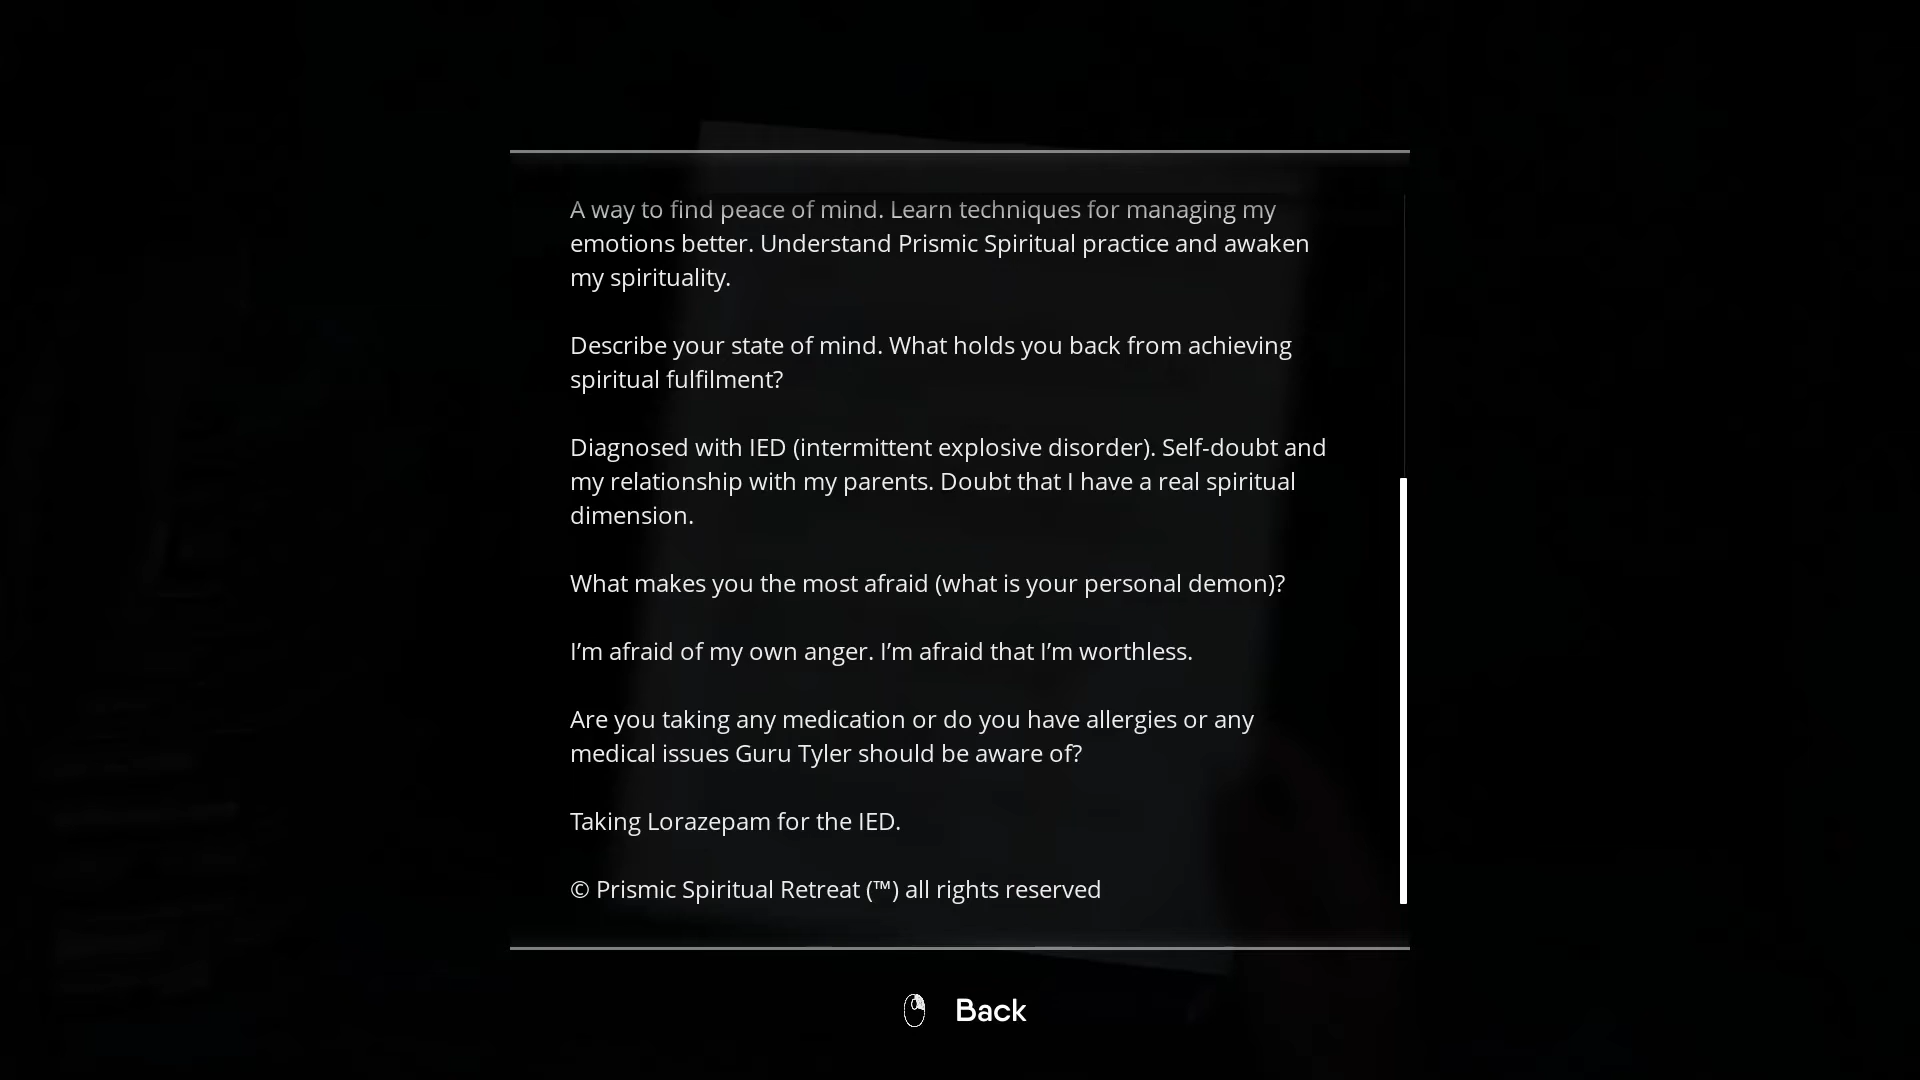 A way to find peace of mind. Learn techniques for managing my
emotions better. Understand Prismic Spiritual practice and awaken
my spirituality.
Describe your state of mind. What holds you back from achieving
spiritual fulfilment?
Diagnosed with IED (intermittent explosive disorder). Self-doubt and
my relationship with my parents. Doubt that I have a real spiritual
dimension.
What makes you the most afraid (what is your personal demon)?
I’m afraid of my own anger. I’m afraid that I’m worthless.
Are you taking any medication or do you have allergies or any
medical issues Guru Tyler should be aware of?
Taking Lorazepam for the IED.
© Prismic Spiritual Retreat (™) all rights reserved
Back